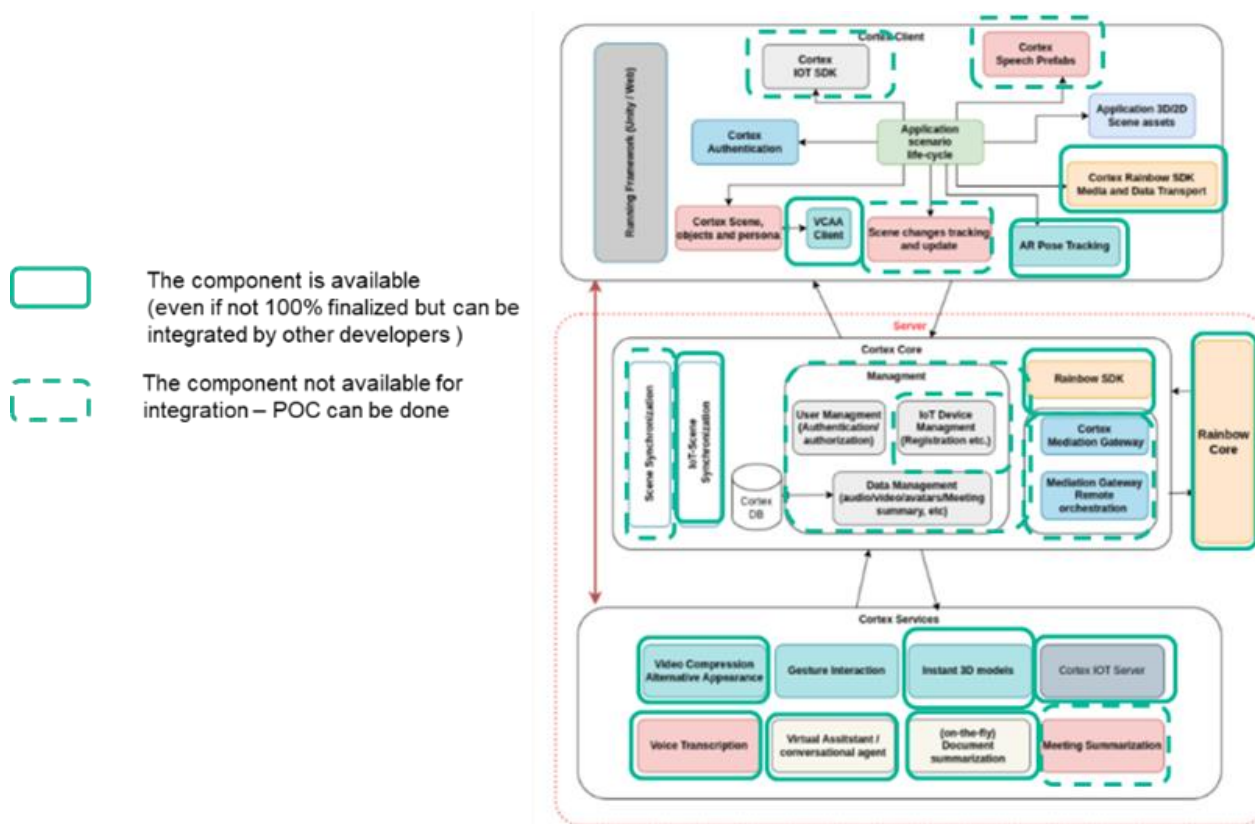 The component is available
(even if not 100% finalized but can be
integrated by other developers )
The component not available for
integration – POC can be done
Cortex Client
Running Framework (Unity / Web)
Cortex
IOT SDK
Cortex
Speech Prefabs
Cortex
Authentication
Application
scenario
life-cycle
Application 3D/2D
Scene assets
Cortex Rainbow SDK
Media and Data Transport
Cortex Scene,
objects and persona
VCAA
Client
Scene changes tracking
and update
AR Pose Tracking
Server
Cortex Core
Scene Synchronization
IoT-Scene
Synchronization
Cortex
DB
Managment
User Managment
(Authentication/
authorization)
IoT Device
Managment
(Registration etc.)
Data Management
(audio/video/avatars/Meeting
summary, etc)
Rainbow SDK
Cortex
Mediation Gateway
Mediation Gateway
Remote
orchestration
Rainbow
Core
Cortex Services
Video Compression
Alternative Appearance
Gesture Interaction
Instant 3D models
Cortex IOT Server
Voice Transcription
Virtual Assitstant /
conversational agent
(on-the-fly)
Document
summarization
Meeting Summarization